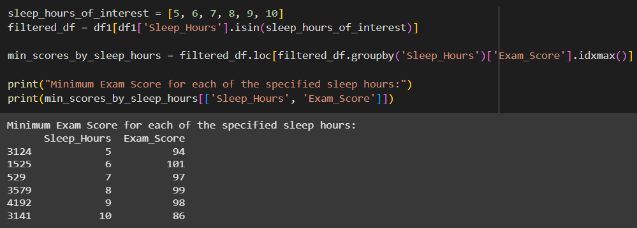 sleep_hours_of_interest = [5, 6, 7, 8, 9, 10]
filtered_df = df1[df1['Sleep_Hours'].isin(sleep_hours_of_interest)]
min_scores_by_sleep_hours = filtered_df.loc[filtered_df.groupby('Sleep_Hours')['Exam_Score'].idxmax()]
print("Minimum Exam Score for each of the specified sleep hours:")
print(min_scores_by_sleep_hours[['Sleep_Hours', 'Exam_Score']])
Minimum Exam Score for each of the specified sleep hours:
Sleep_Hours Exam_Score
3124 5 94
1525 6 101
529 7 97
3579 8 99
4192 9 98
3141 10 86